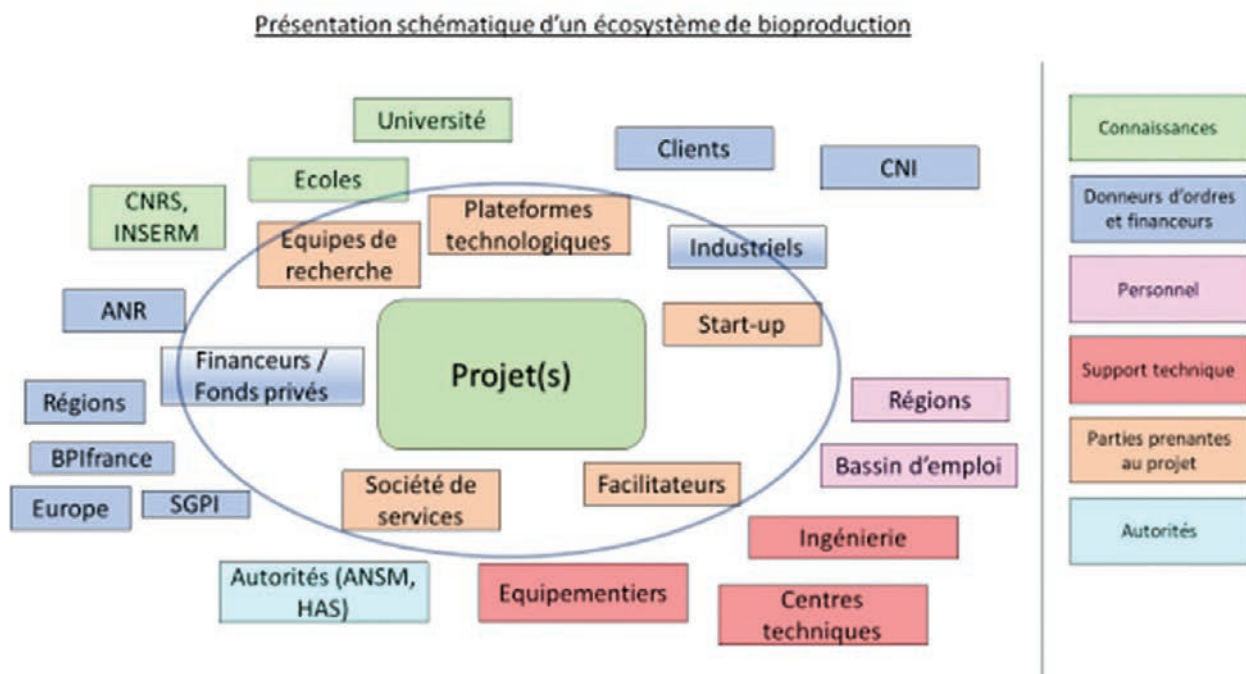 Présentation schématique d'un écosystème de bioproduction
Université
Clients
CNI
Ecoles
CNRS,
INSERM
Plateformes
technologiques
Equipes de
recherche
Industriels
ANR
Start-up
Financeurs /
Fonds privés
Projet(s)
Régions
Régions
BPIfrance
Bassin d'emploi
Europe
SGPI
Société de
services
Facilitateurs
Ingénierie
Autorités (ANSM,
HAS)
Equipementiers
Centres
techniques
Connaissances
Donneurs d'ordres
et financeurs
Personnel
Support technique
Parties prenantes
au projet
Autorités